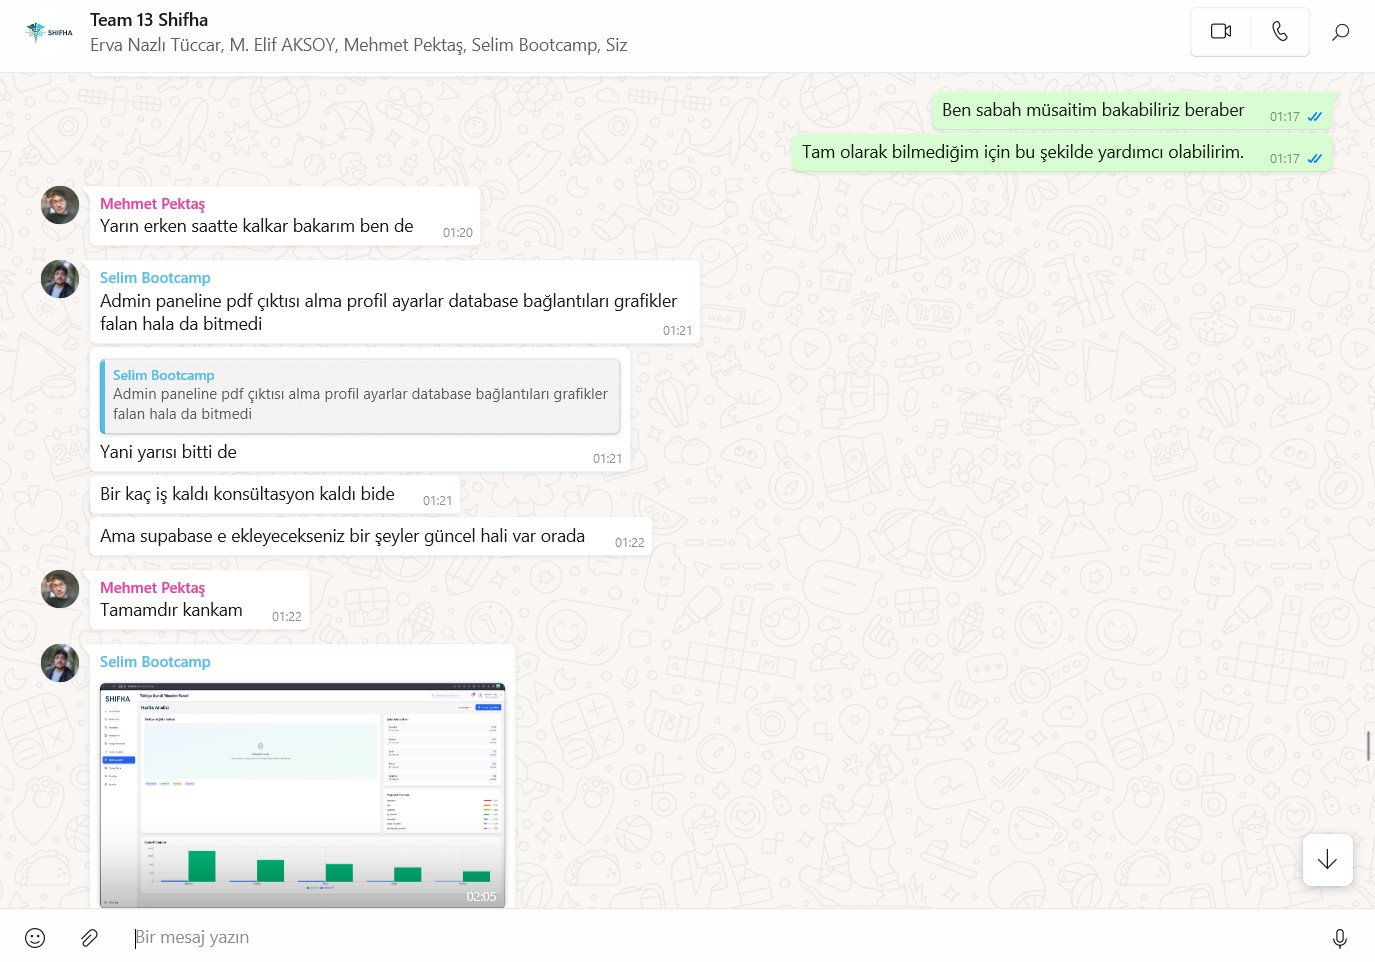 SHIFHA
Team 13 Shifha
Erva Nazlı Tüccar, M. Elif AKSOY, Mehmet Pektaş, Selim Bootcamp, Siz
Ben sabah müsaitim bakabiliriz beraber 01:17
Tam olarak bilmediğim için bu şekilde yardımcı olabilirim. 01:17
Mehmet Pektaş
Yarın erken saatte kalkar bakarım ben de 01:20
Selim Bootcamp
Admin paneline pdf çıktısı alma profil ayarlar database bağlantıları grafikler
falan hala da bitmedi 01:21
Selim Bootcamp
Admin paneline pdf çıktısı alma profil ayarlar database bağlantıları grafikler
falan hala da bitmedi
Yani yarısı bitti de 01:21
Bir kaç iş kaldı konsültasyon kaldı bide 01:21
Ama supabase e ekleyecekseniz bir şeyler güncel hali var orada 01:22
Mehmet Pektaş
Tamamdır kankam 01:22
Selim Bootcamp
SHIFHA
Harita Analizi
02:05
Bir mesaj yazın